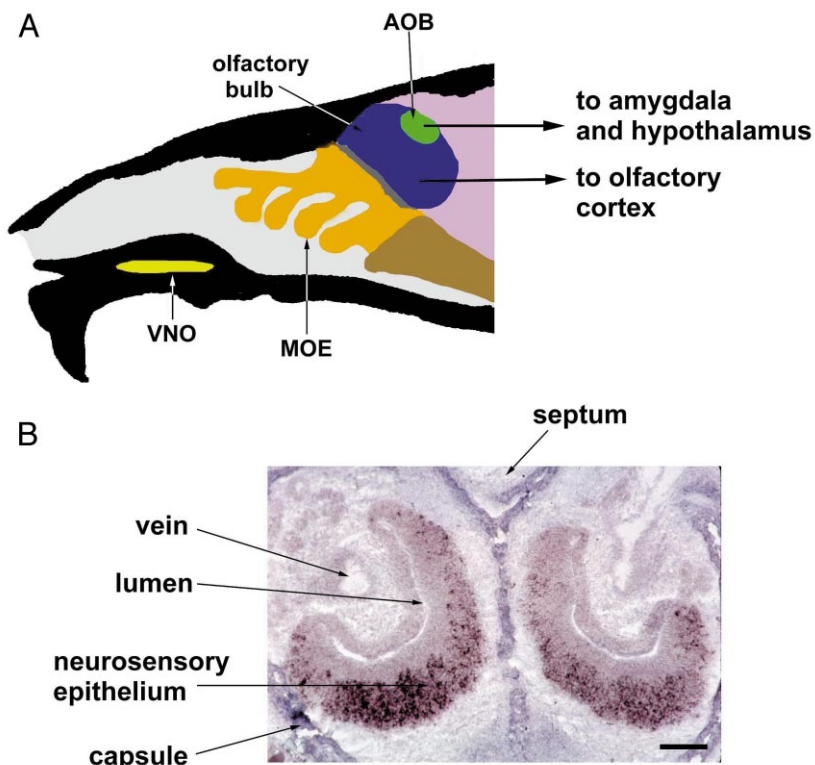 A
AOB
olfactory
bulb
to amygdala
and hypothalamus
to olfactory
cortex
VNO
MOE
B
septum
vein
lumen
neurosensory
epithelium
capsule